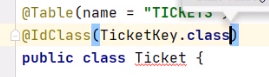 @Table(name = "TICKETS")
@IdClass(TicketKey.class)
public class Ticket {